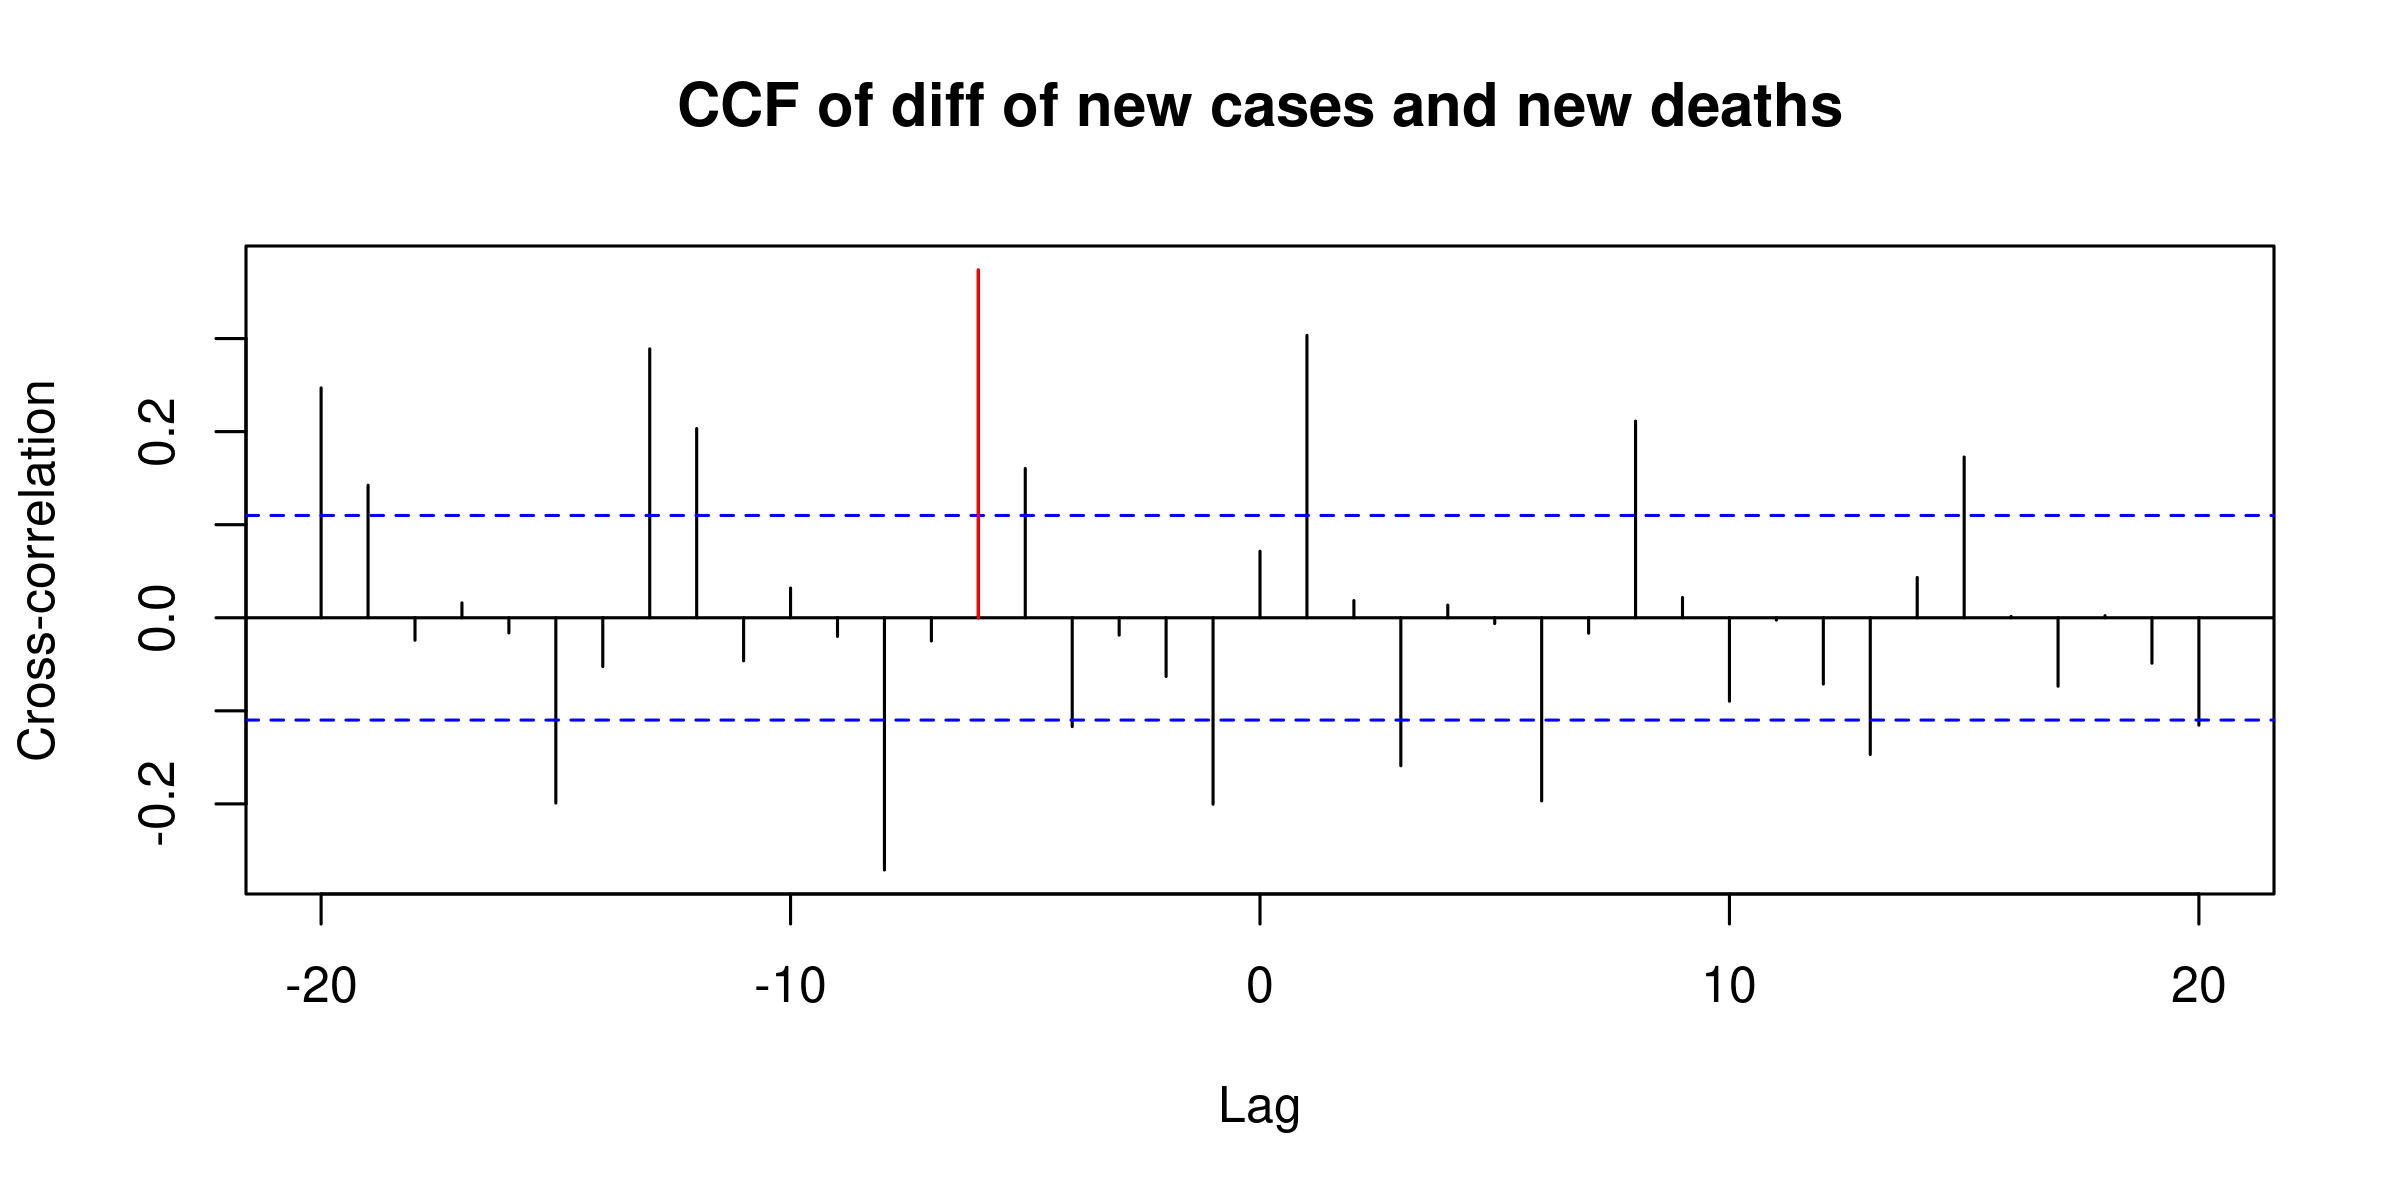 CCF of diff of new cases and new deaths
Cross-correlation
0.2
0.0
-0.2
-20 -10 0 10 20
Lag